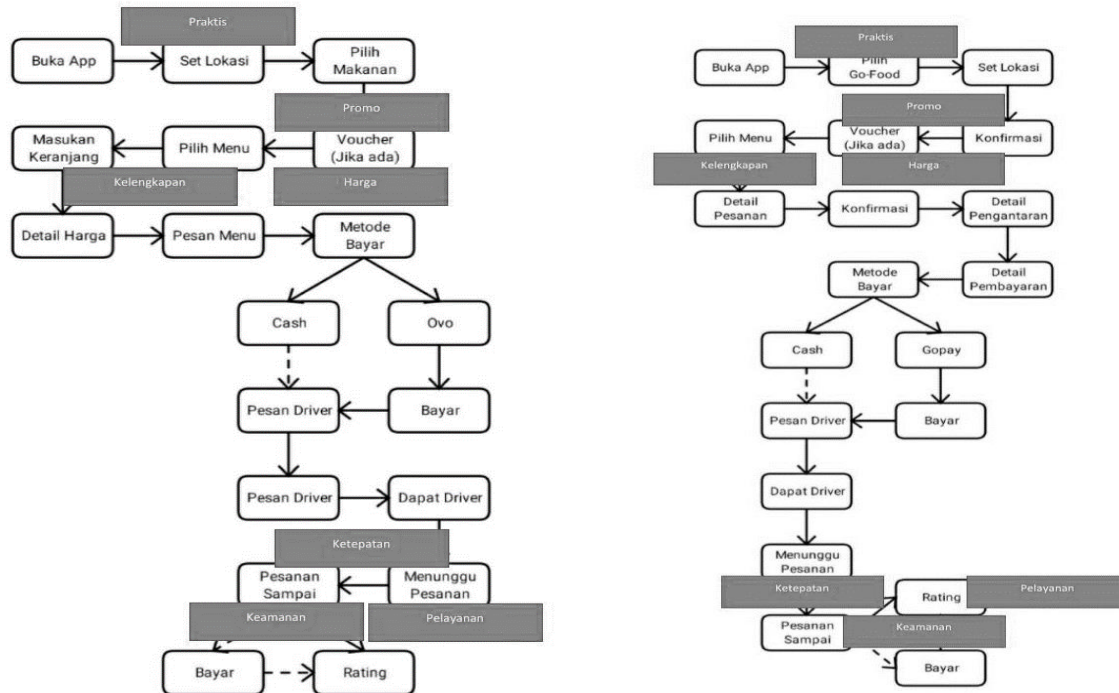 Praktis
Buka App
Set Lokasi
Pilih
Makanan
Promo
Masukan
Keranjang
Pilih Menu
Voucher
(Jika ada)
Kelengkapan
Harga
Detail Harga
Pesan Menu
Metode
Bayar
Cash
Ovo
Pesan Driver
Bayar
Pesan Driver
Dapat Driver
Ketepatan
Pesanan
Sampai
Menunggu
Pesanan
Keamanan
Pelayanan
Bayar
Rating
Praktis
Buka App
Pilih
Go-Food
Set Lokasi
Promo
Pilih Menu
Voucher
(Jika ada)
Konfirmasi
Kelengkapan
Harga
Detail
Pesanan
Konfirmasi
Detail
Pengantaran
Metode
Bayar
Detail
Pembayaran
Cash
Gopay
Pesan Driver
Bayar
Dapat Driver
Menunggu
Pesanan
Ketepatan
Rating
Pelayanan
Pesanan
Sampai
Keamanan
Bayar